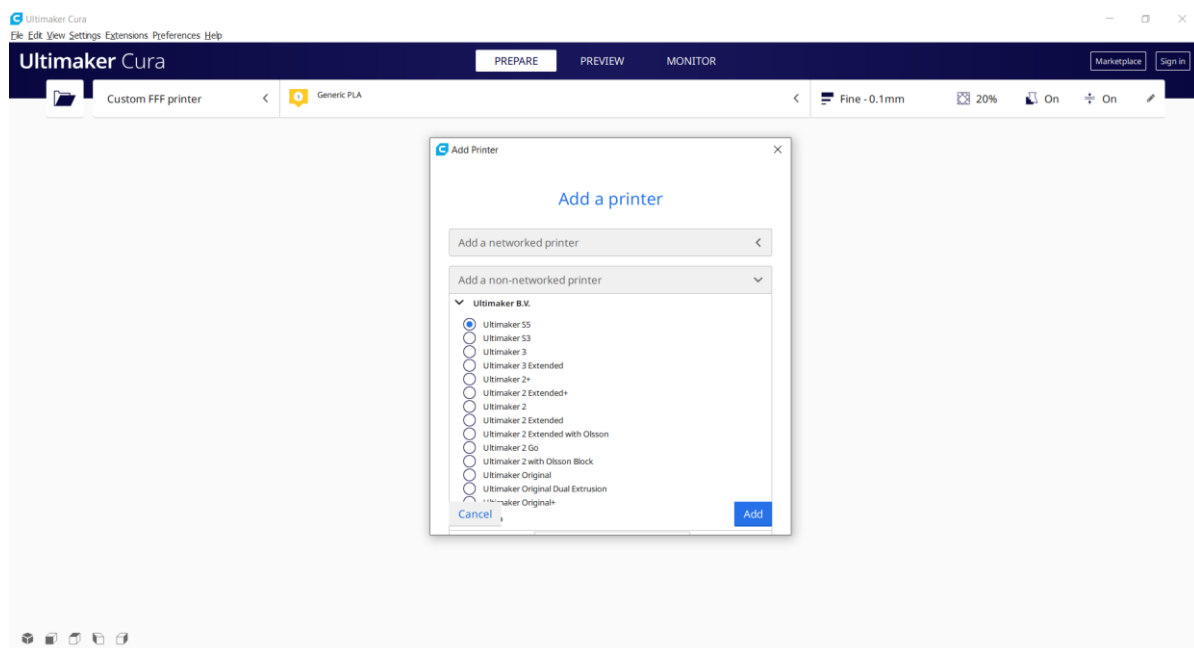 Ultimaker Cura
File Edit View Settings Extensions Preferences Help
Ultimaker Cura
PREPARE PREVIEW MONITOR
Marketplace Sign in
Custom FFF printer
Generic PLA
Fine - 0.1mm 20% On On
Add Printer
Add a printer
Add a networked printer
Add a non-networked printer
Ultimaker B.V.
Ultimaker S5
Ultimaker S3
Ultimaker 3
Ultimaker 3 Extended
Ultimaker 2+
Ultimaker 2 Extended+
Ultimaker 2
Ultimaker 2 Extended
Ultimaker 2 Extended with Olsson
Ultimaker 2 Go
Ultimaker 2 with Olsson Block
Ultimaker Original
Ultimaker Original Dual Extrusion
Ultimaker Original+
Cancel Add